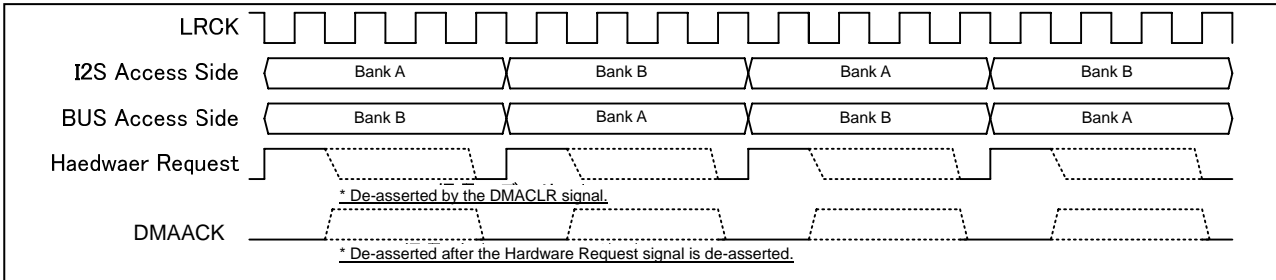 LRCK
I2S Access Side Bank A Bank B Bank A Bank B
BUS Access Side Bank B Bank A Bank B Bank A
Haedwaer Request
* De-asserted by the DMACLR signal.
DMAACK
* De-asserted after the Hardware Request signal is de-asserted.